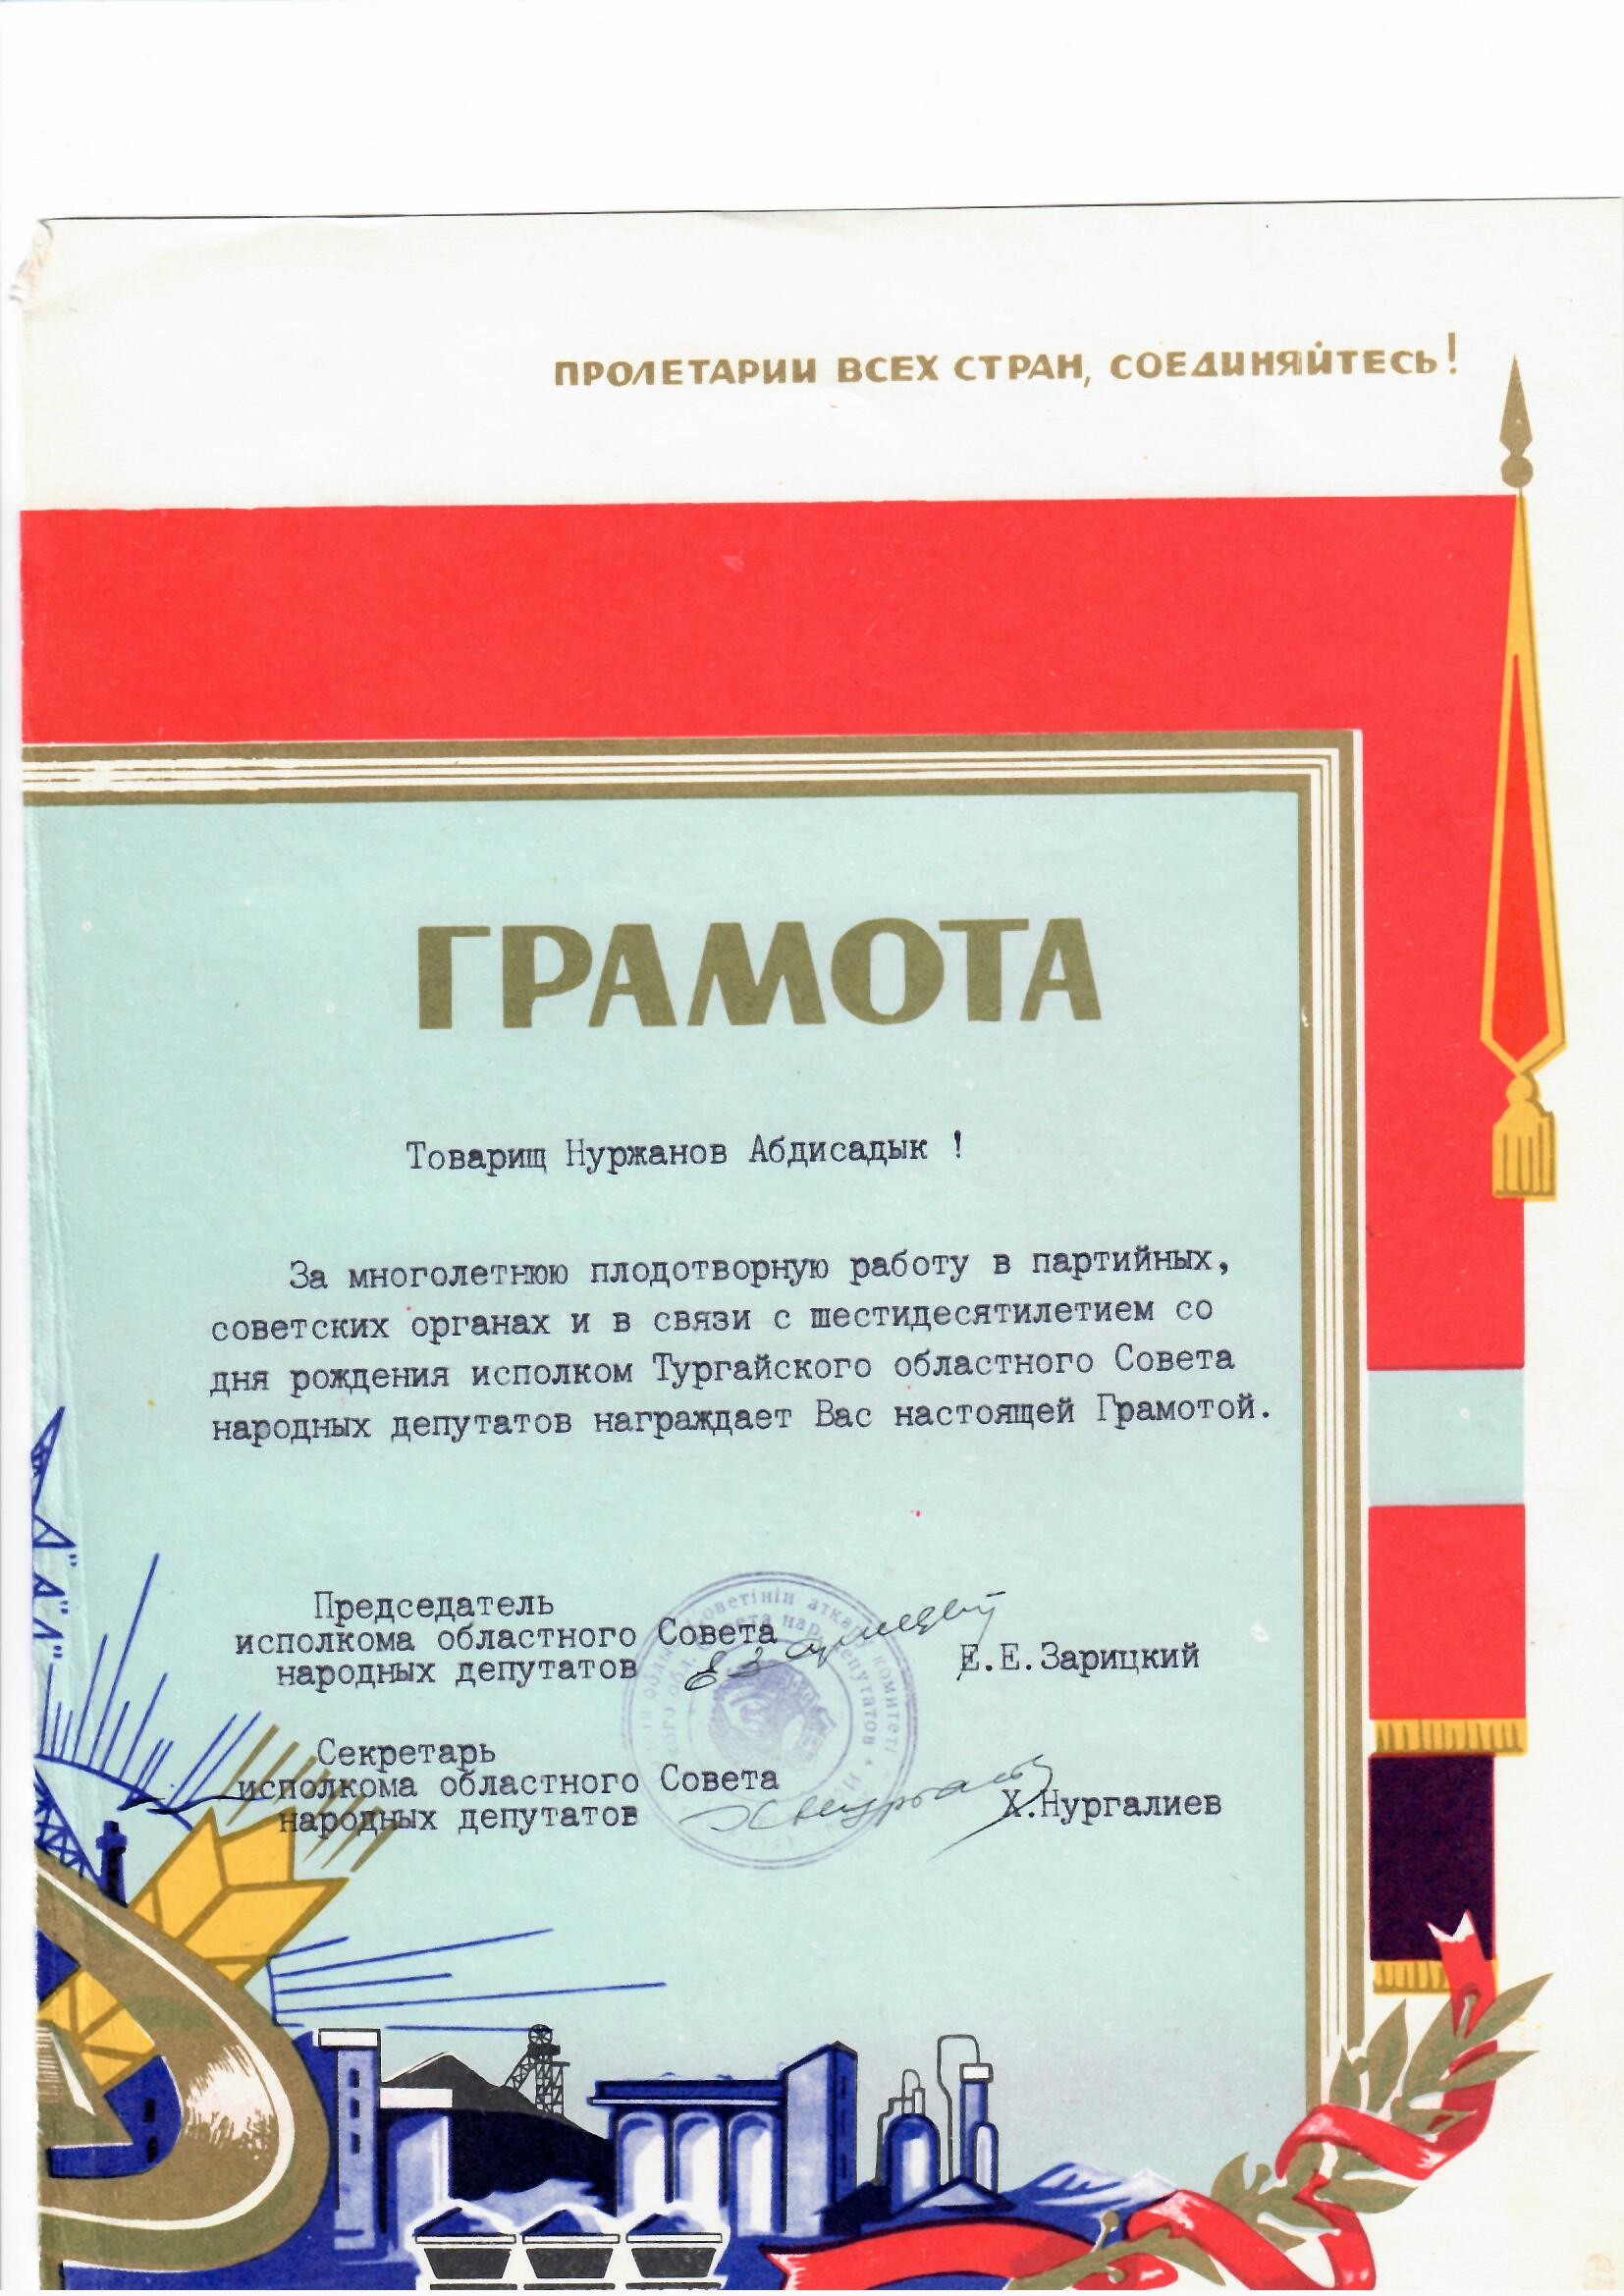 ПРОЛЕТАРИИ ВСЕХ СТРАН, СОЕДИНЯЙТЕСЬ!
ГРАМОТА
Товарищ Нуржанов Абдисадык !
За многолетнюю плодотворную работу в партийных,
советских органах и в связи с шестидесятилетием со
дня рождения исполком Тургайского областного Совета
народных депутатов награждает Вас настоящей Грамотой.
Председатель
исполкома областного Совета
народных депутатов
Е.Е.Зарицкий
Секретарь
исполкома областного Совета
народных депутатов
Х.Нургалиев